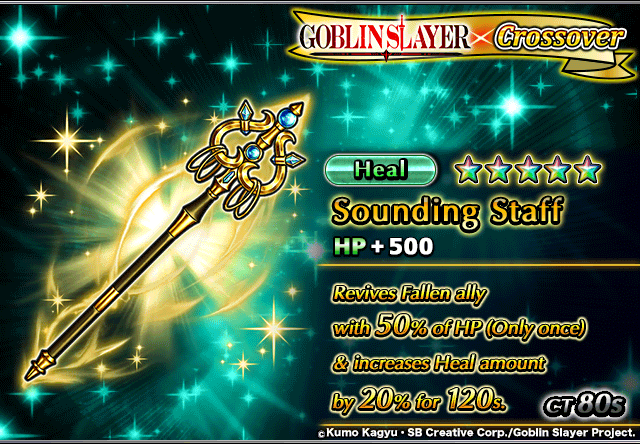 GOBLIN SLAYER × Crossover
Heal
Sounding Staff
HP +500
Revives Fallen ally
with 50% of HP (Only once)
& increases Heal amount
by 20% for 120s.
CT 80s
©Kumo Kagyu・SB Creative Corp./Goblin Slayer Project.